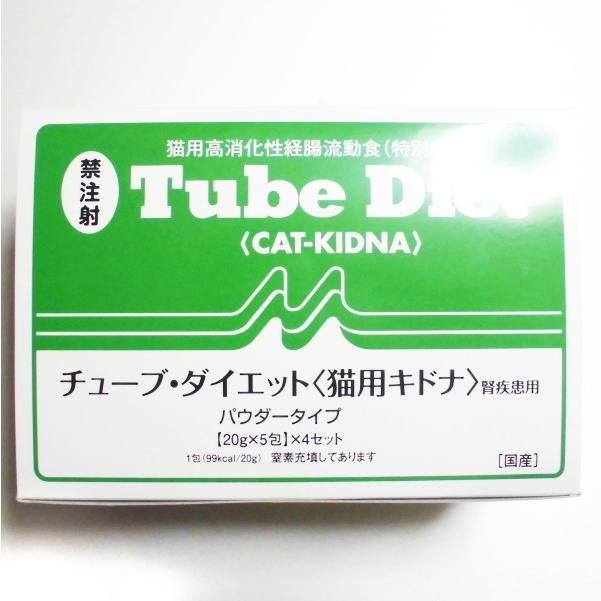 猫用高消化性経腸流動食(特別
禁注射
Tube Diet
〈CAT-KIDNA〉
チューブ・ダイエット〈猫用キドナ〉腎疾患用
パウダータイプ
【20g×5包】×4セット
1包(99kcal/20g) 窒素充填してあります
［国産］